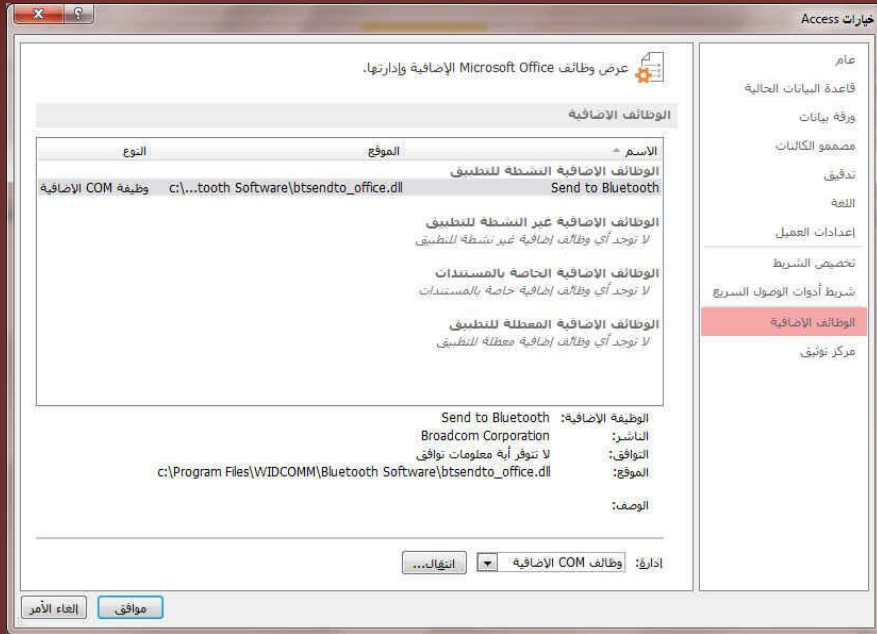 خيارات Access
عام
قاعدة البيانات الحالية
ورقة بيانات
مصممو الكائنات
تدقيق
اللغة
إعدادات العميل
تخصيص الشريط
شريط أدوات الوصول السريع
الوظائف الإضافية
مركز توثيق
عرض وظائف Microsoft Office الإضافية وإدارتها.
الوظائف الإضافية
الاسم الموقع النوع
الوظائف الإضافية النشطة للتطبيق
Send to Bluetooth c:\...tooth Software\btsendto_office.dll وظيفة COM الإضافية
الوظائف الإضافية غير النشطة للتطبيق
لا توجد أي وظائف إضافية غير نشطة للتطبيق
الوظائف الإضافية الخاصة بالمستندات
لا توجد أي وظائف إضافية خاصة بالمستندات
الوظائف الإضافية المعطلة للتطبيق
لا توجد أي وظائف إضافية معطلة للتطبيق
الوظيفة الإضافية: Send to Bluetooth
الناشر: Broadcom Corporation
التوافق: لا تتوفر أية معلومات توافق
الموقع: c:\Program Files\WIDCOMM\Bluetooth Software\btsendto_office.dll
الوصف:
إدارة: وظائف COM الإضافية انتقال...
موافق إلغاء الأمر